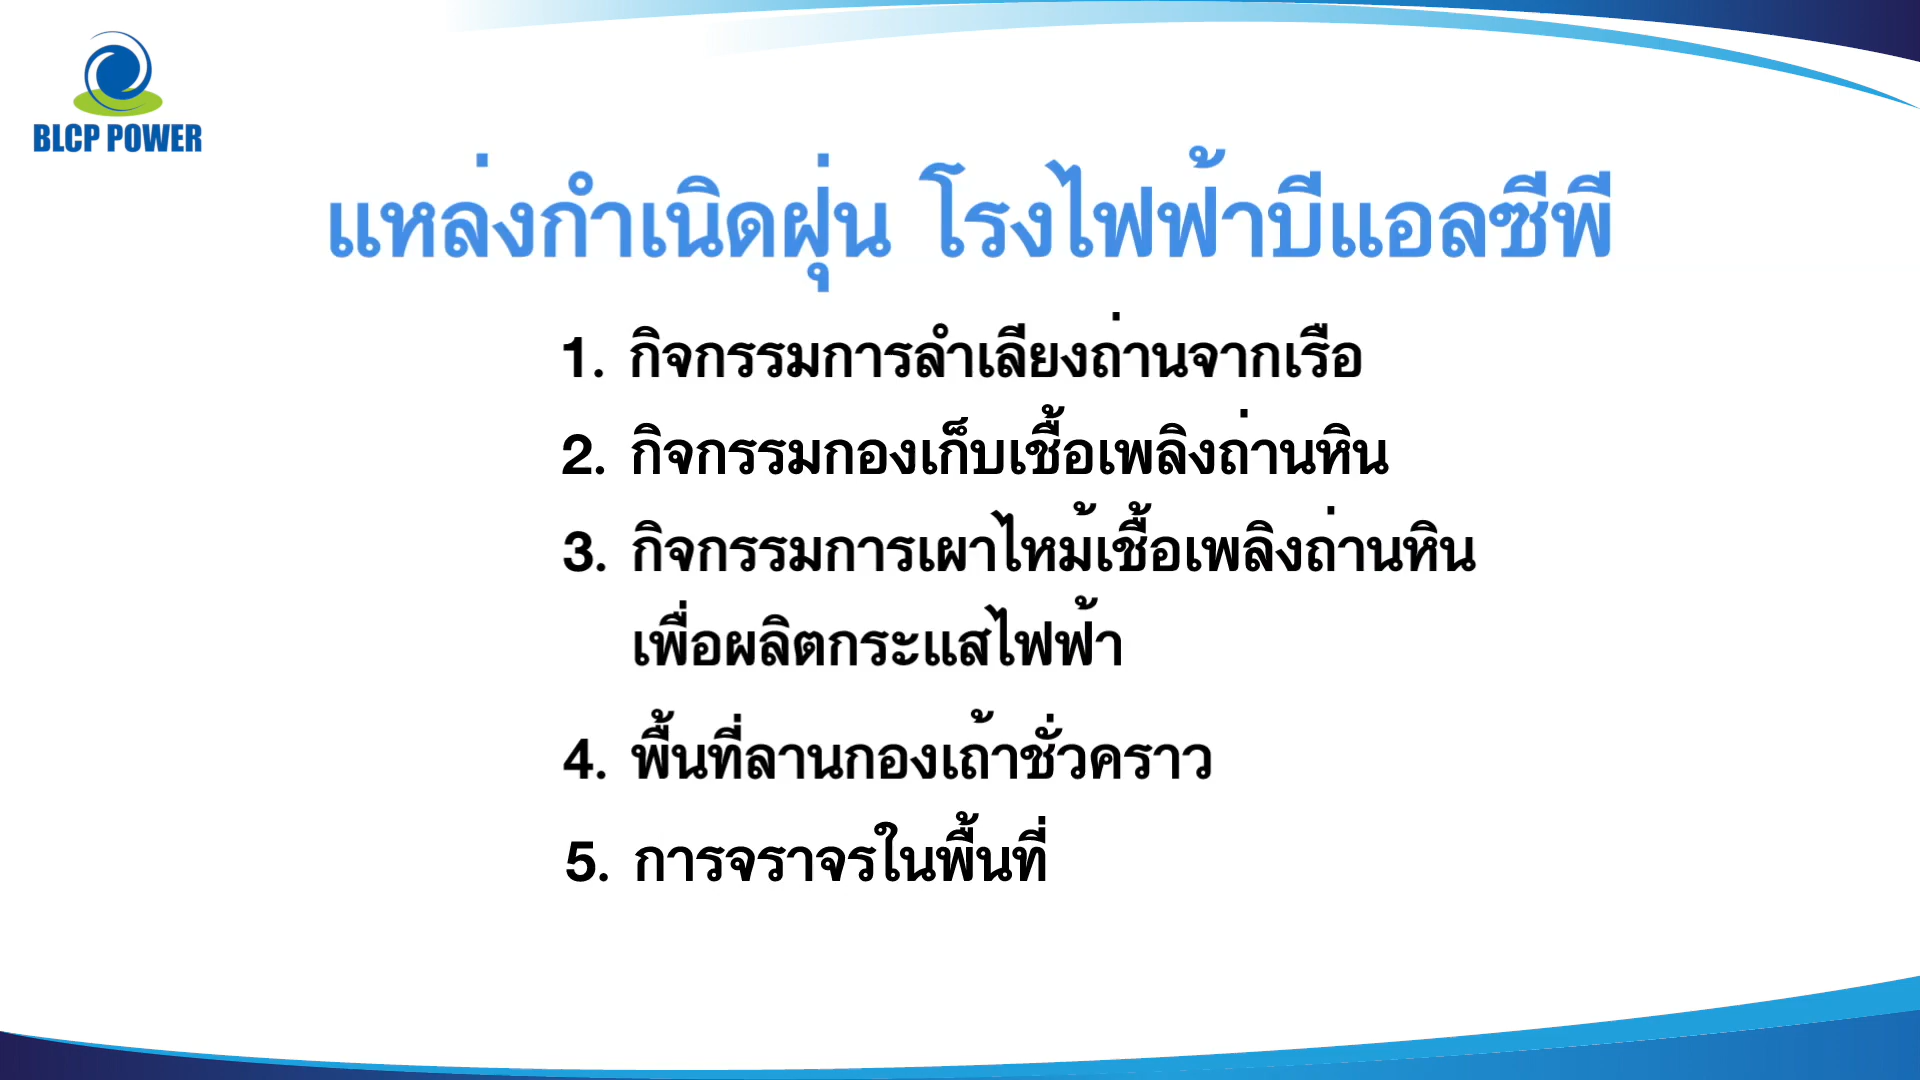 BLCP POWER
แหล่งกำเนิดฝุ่น โรงไฟฟ้าบีแอลซีพี
1. กิจกรรมการลำเลียงถ่านจากเรือ
2. กิจกรรมกองเก็บเชื้อเพลิงถ่านหิน
3. กิจกรรมการเผาไหม้เชื้อเพลิงถ่านหิน
เพื่อผลิตกระแสไฟฟ้า
4. พื้นที่ลานกองเถ้าชั่วคราว
5. การจราจรในพื้นที่